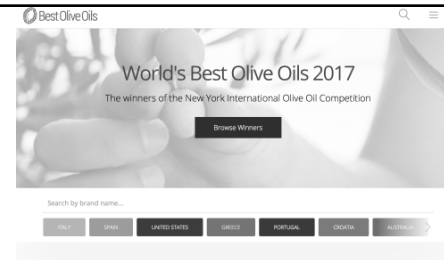 Best Olive Oils
World's Best Olive Oils 2017
The winners of the New York International Olive Oil Competition
Browse Winners
Search by brand name...
ITALY SPAIN UNITED STATES GREECE PORTUGAL CROATIA AUSTRALIA